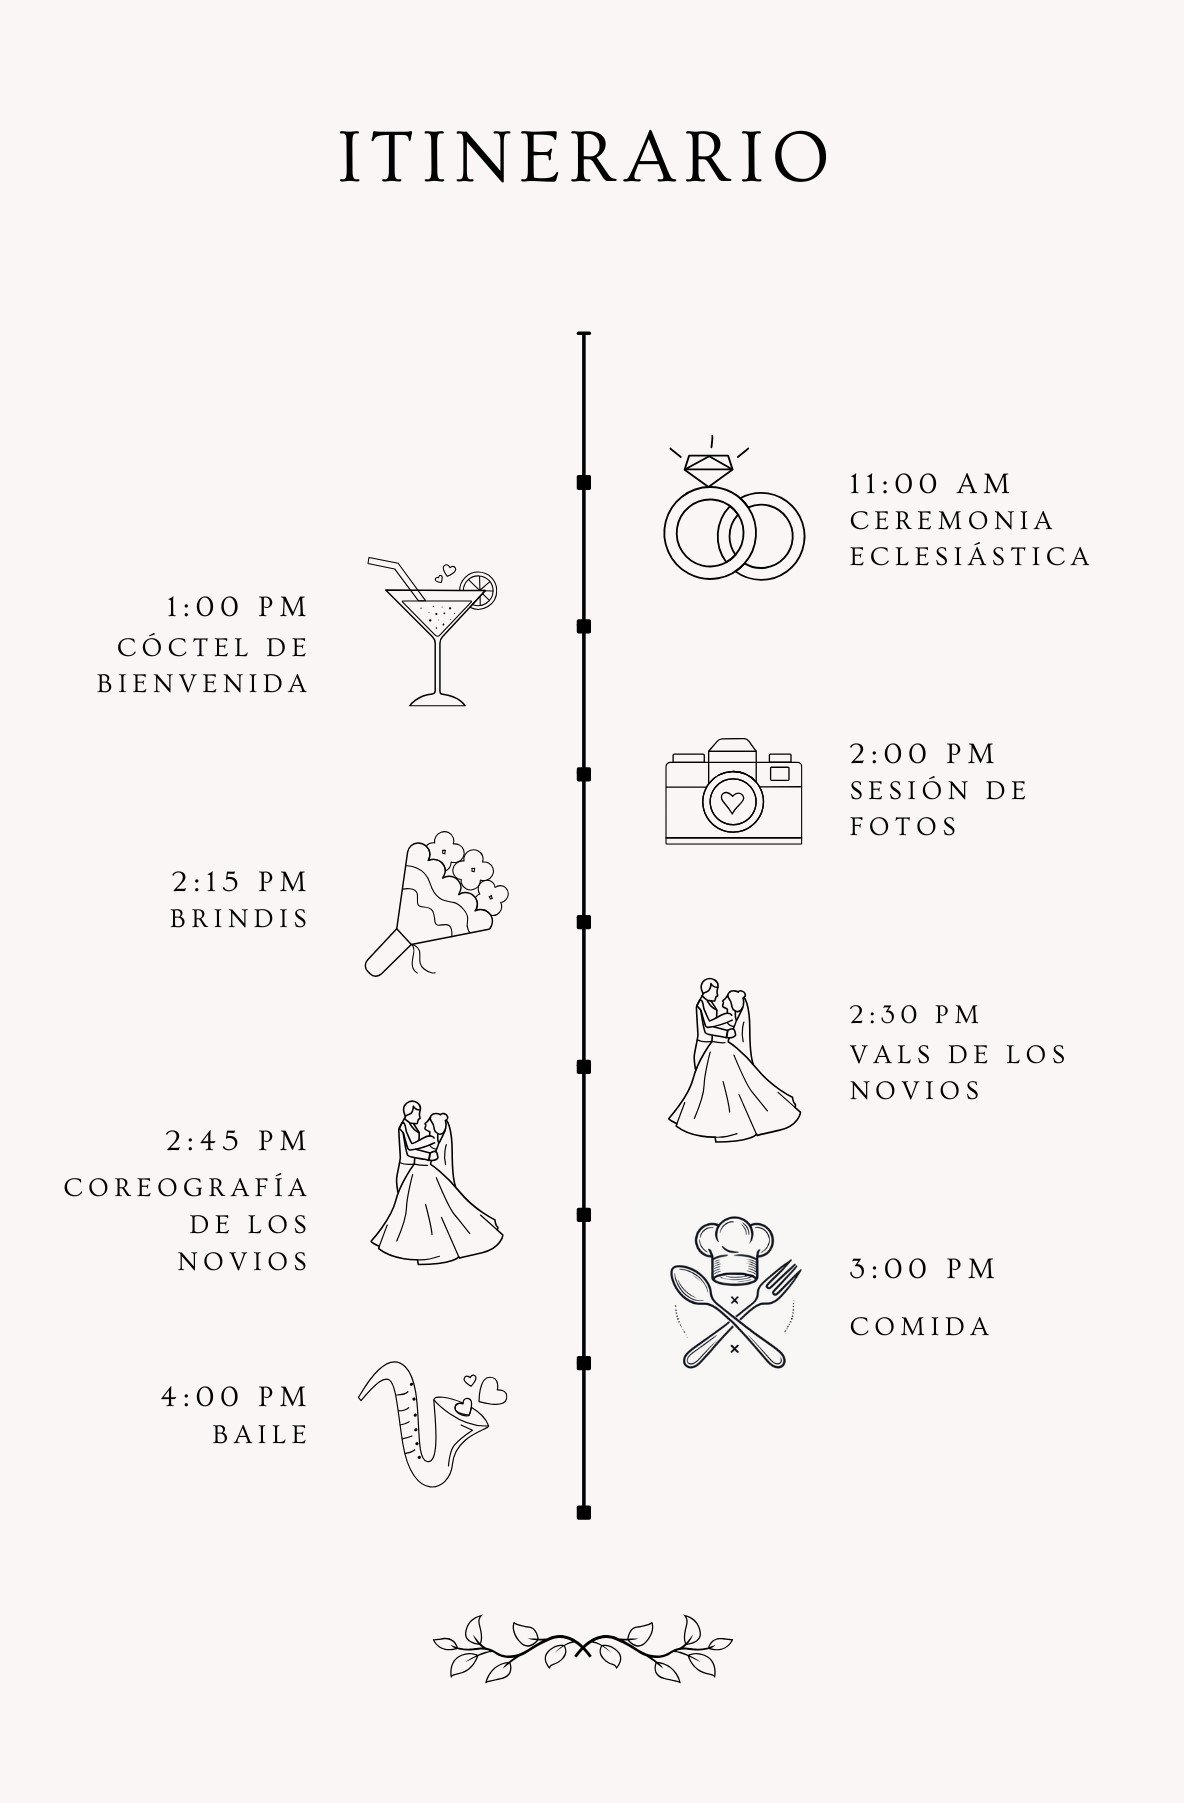 ITINERARIO
11:00 AM
CEREMONIA
ECLESIÁSTICA
1:00 PM
CÓCTEL DE
BIENVENIDA
2:00 PM
SESIÓN DE
FOTOS
2:15 PM
BRINDIS
2:30 PM
VALS DE LOS
NOVIOS
2:45 PM
COREOGRAFÍA
DE LOS
NOVIOS
3:00 PM
COMIDA
4:00 PM
BAILE